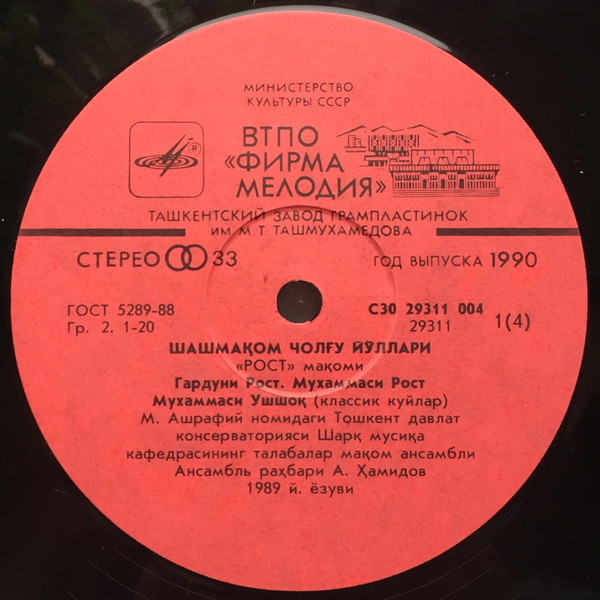 МИНИСТЕРСТВО
КУЛЬТУРЫ СССР
ВТПО
«ФИРМА
МЕЛОДИЯ»
ТАШКЕНТСКИЙ ЗАВОД ГРАМПЛАСТИНОК
ИМ М Т ТАШМУХАМЕДОВА
СТЕРЕО 33
ГОД ВЫПУСКА 1990
ГОСТ 5289-88
Гр. 2. 1-20
С30 29311 004
29311
1(4)
ШАШМАҚОМ ЧОЛҒУ ЙЎЛЛАРИ
«РОСТ» мақоми
Гардуни Рост. Мухаммаси Рост
Мухаммаси Ушшоқ (классик куйлар)
М. Ашрафий номидаги Тошкент давлат
консерваторияси Шарқ мусиқа
кафедрасининг талабалар мақом ансамбли
Ансамбль раҳбари А. Ҳамидов
1989 й. ёзуви